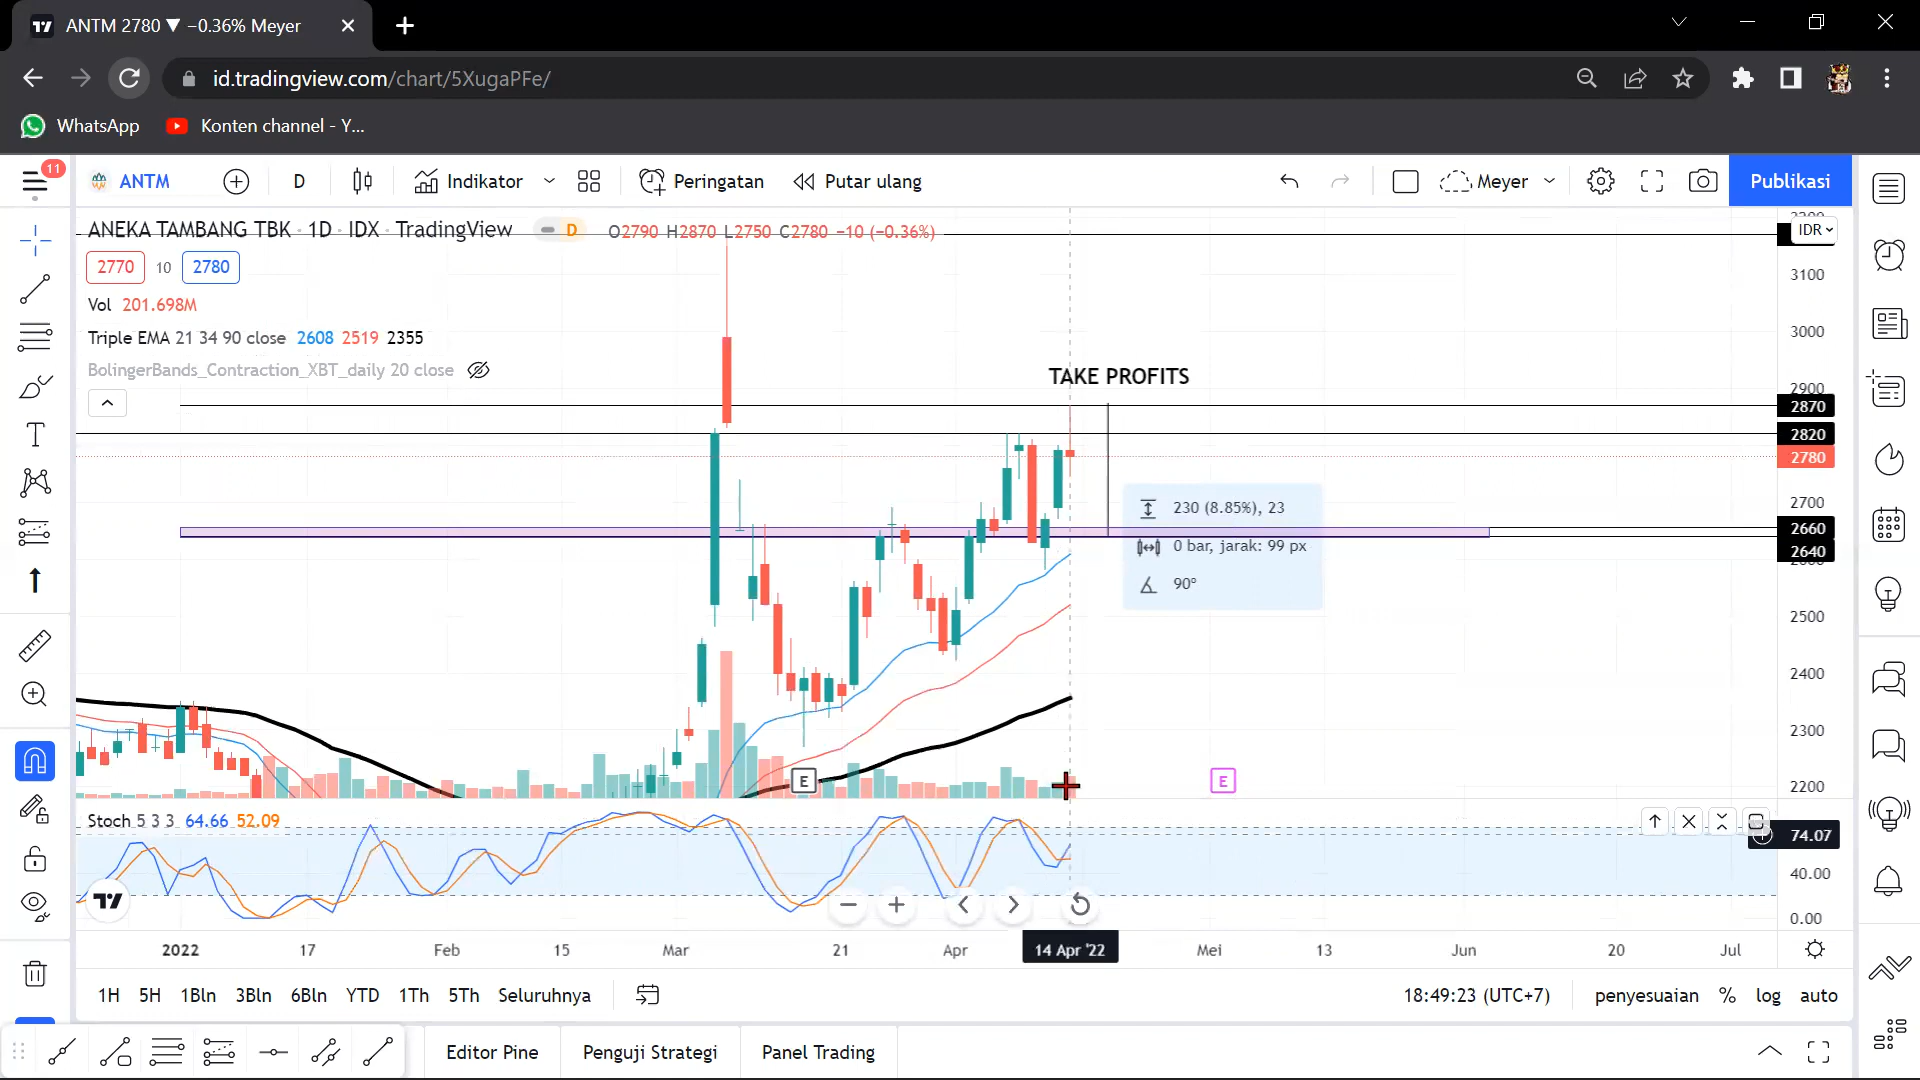 ANTM 2780 ▼ −0.36% Meyer
id.tradingview.com/chart/5XugaPFe/
WhatsApp
Konten channel - Y...
11
ANTM
D
Indikator
Peringatan
Putar ulang
Meyer
Publikasi
ANEKA TAMBANG TBK · 1D · IDX · TradingView
D
O2790 H2870 L2750 C2780 −10 (−0.36%)
IDR
2770
10
2780
Vol 201.698M
Triple EMA 21 34 90 close 2608 2519 2355
BolingerBands_Contraction_XBT_daily 20 close
TAKE PROFITS
3100
3000
2900
2870
2820
2780
2700
2660
2640
2500
2400
2300
2200
230 (8.85%), 23
0 bar, jarak: 99 px
90°
E
E
Stoch 5 3 3 64.66 52.09
74.07
40.00
0.00
2022
17
Feb
15
Mar
21
Apr
14 Apr '22
Mei
13
Jun
20
Jul
1H
5H
1Bln
3Bln
6Bln
YTD
1Th
5Th
Seluruhnya
18:49:23 (UTC+7)
penyesuaian
%
log
auto
Editor Pine
Penguji Strategi
Panel Trading